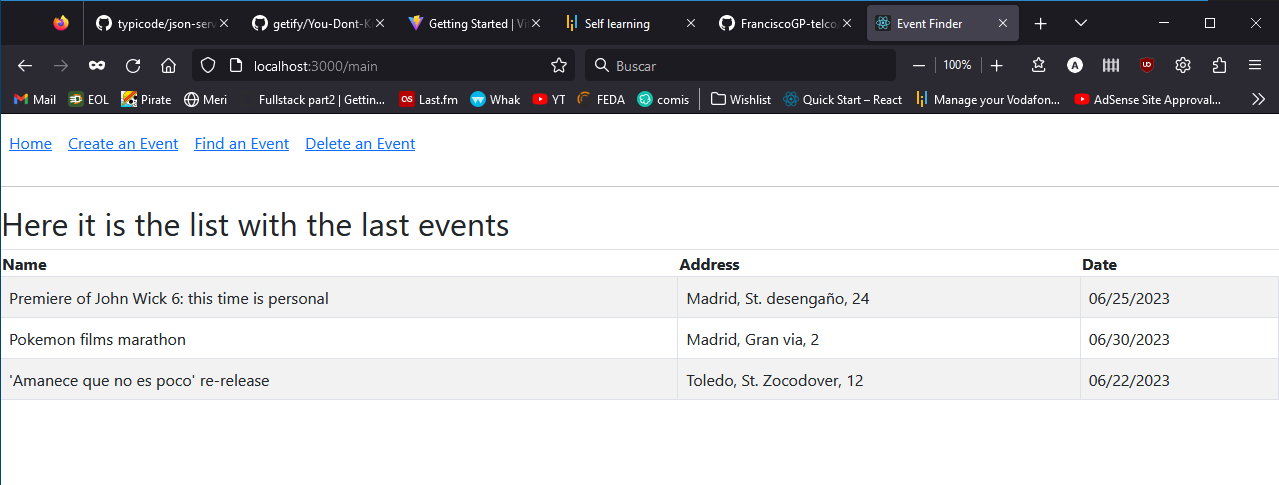 typicode/json-serv
getify/You-Dont-K
Getting Started | Vi
Self learning
FranciscoGP-telco
Event Finder
localhost:3000/main
Buscar
100%
Mail
EOL
Pirate
Meri
Fullstack part2 | Gettin...
Last.fm
Whak
YT
FEDA
comis
Wishlist
Quick Start – React
Manage your Vodafon...
AdSense Site Approval...
Home Create an Event Find an Event Delete an Event
Here it is the list with the last events
Name Address Date
Premiere of John Wick 6: this time is personal Madrid, St. desengaño, 24 06/25/2023
Pokemon films marathon Madrid, Gran via, 2 06/30/2023
'Amanece que no es poco' re-release Toledo, St. Zocodover, 12 06/22/2023